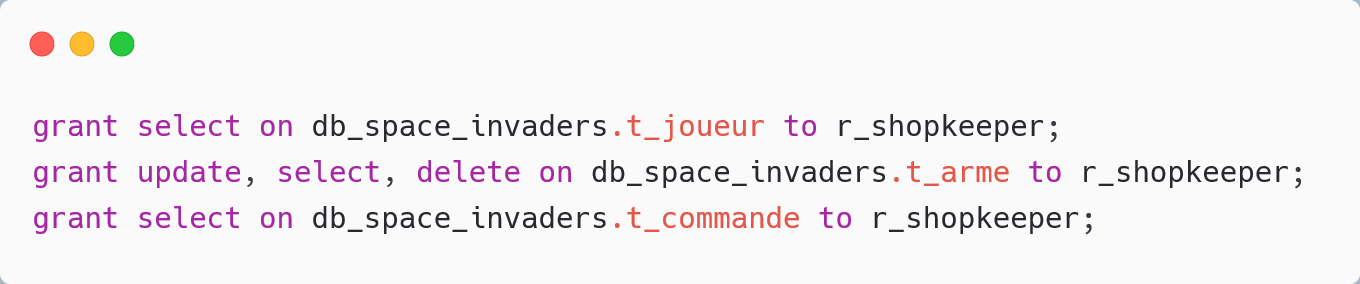 grant select on db_space_invaders.t_joueur to r_shopkeeper;
grant update, select, delete on db_space_invaders.t_arme to r_shopkeeper;
grant select on db_space_invaders.t_commande to r_shopkeeper;